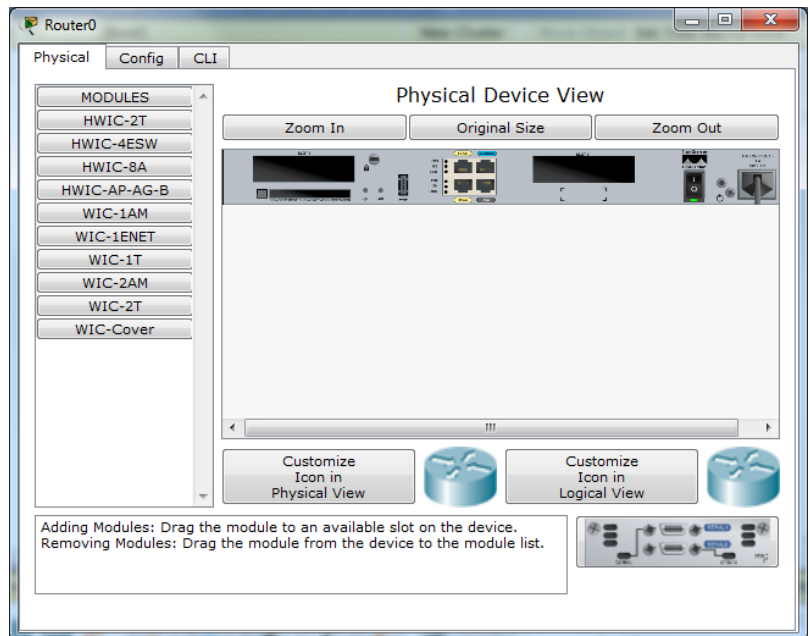 Router0
Physical
Config
CLI
MODULES
HWIC-2T
HWIC-4ESW
HWIC-8A
HWIC-AP-AG-B
WIC-1AM
WIC-1ENET
WIC-1T
WIC-2AM
WIC-2T
WIC-Cover
Physical Device View
Zoom In
Original Size
Zoom Out
Customize
Icon in
Physical View
Customize
Icon in
Logical View
Adding Modules: Drag the module to an available slot on the device.
Removing Modules: Drag the module from the device to the module list.